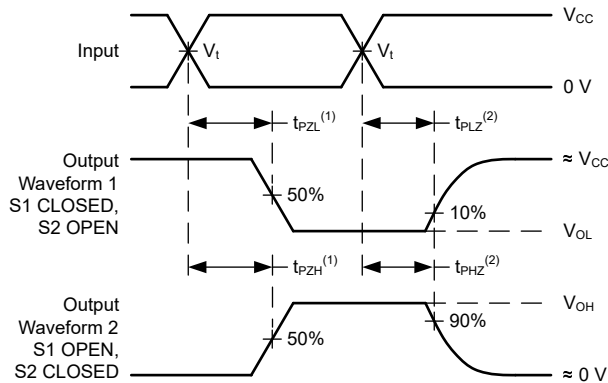 V_CC
Input
V_t
V_t
0 V
t_PZL^(1)
t_PLZ^(2)
Output
Waveform 1
S1 CLOSED,
S2 OPEN
≈ V_CC
50%
10%
V_OL
t_PZH^(1)
t_PHZ^(2)
Output
Waveform 2
S1 OPEN,
S2 CLOSED
V_OH
50%
90%
≈ 0 V